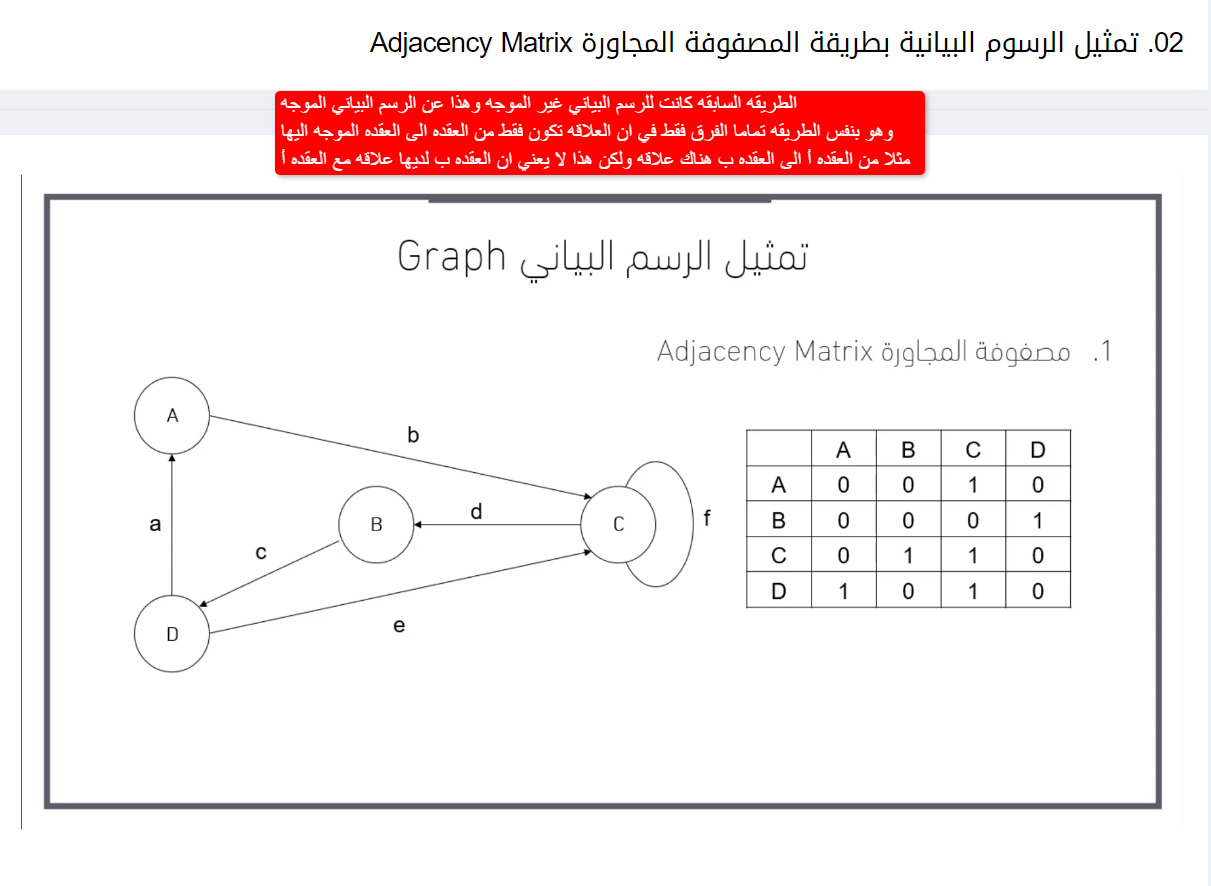 02. تمثيل الرسوم البيانية بطريقة المصفوفة المجاورة Adjacency Matrix
الطريقه السابقه كانت للرسم البياني غير الموجه وهذا عن الرسم البياني الموجه
وهو بنفس الطريقه تماما الفرق فقط في ان العلاقه تكون فقط من العقده الى العقده الموجه اليها
مثلا من العقده أ الى العقده ب هناك علاقه ولكن هذا لا يعني ان العقده ب لديها علاقه مع العقده أ
تمثيل الرسم البياني Graph
1. مصفوفة المجاورة Adjacency Matrix
A
b
a
B
d
C
f
c
D
e
A B C D
A 0 0 1 0
B 0 0 0 1
C 0 1 1 0
D 1 0 1 0